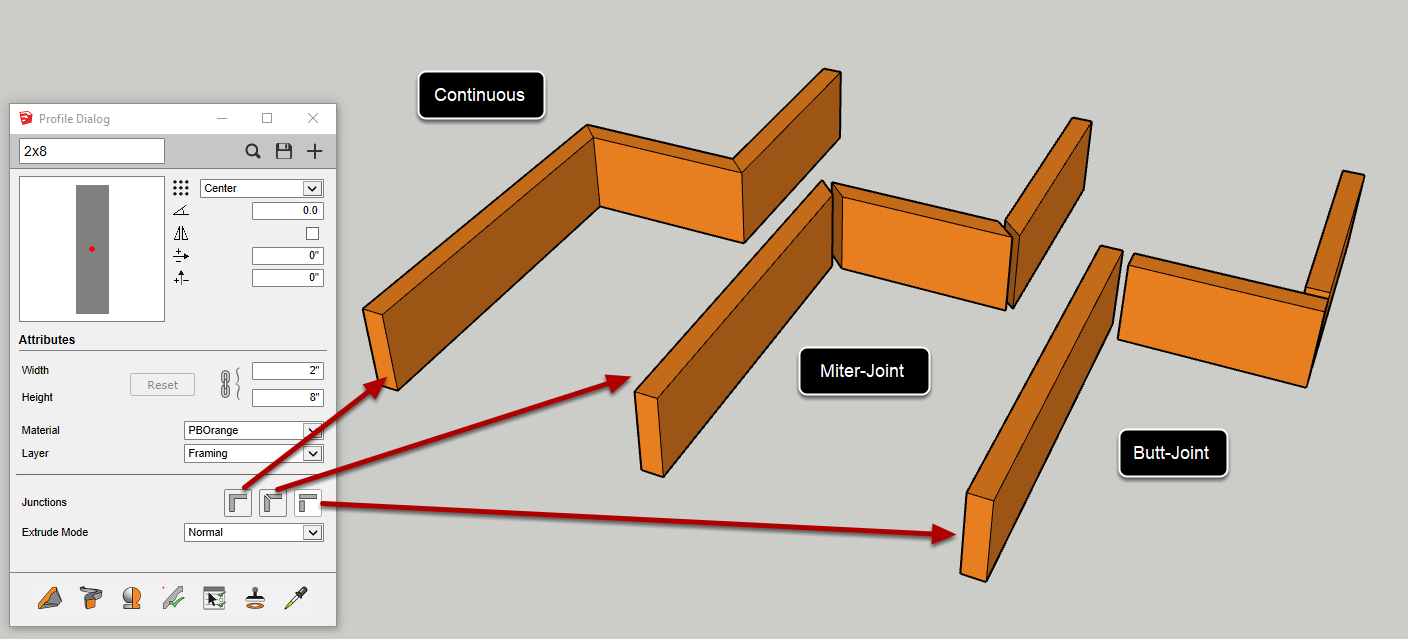 Continuous
Profile Dialog
2x8
Center
0.0
0"
0"
Attributes
Width 2"
Reset
Height 8"
Material PBOrange
Layer Framing
Junctions
Extrude Mode Normal
Miter-Joint
Butt-Joint